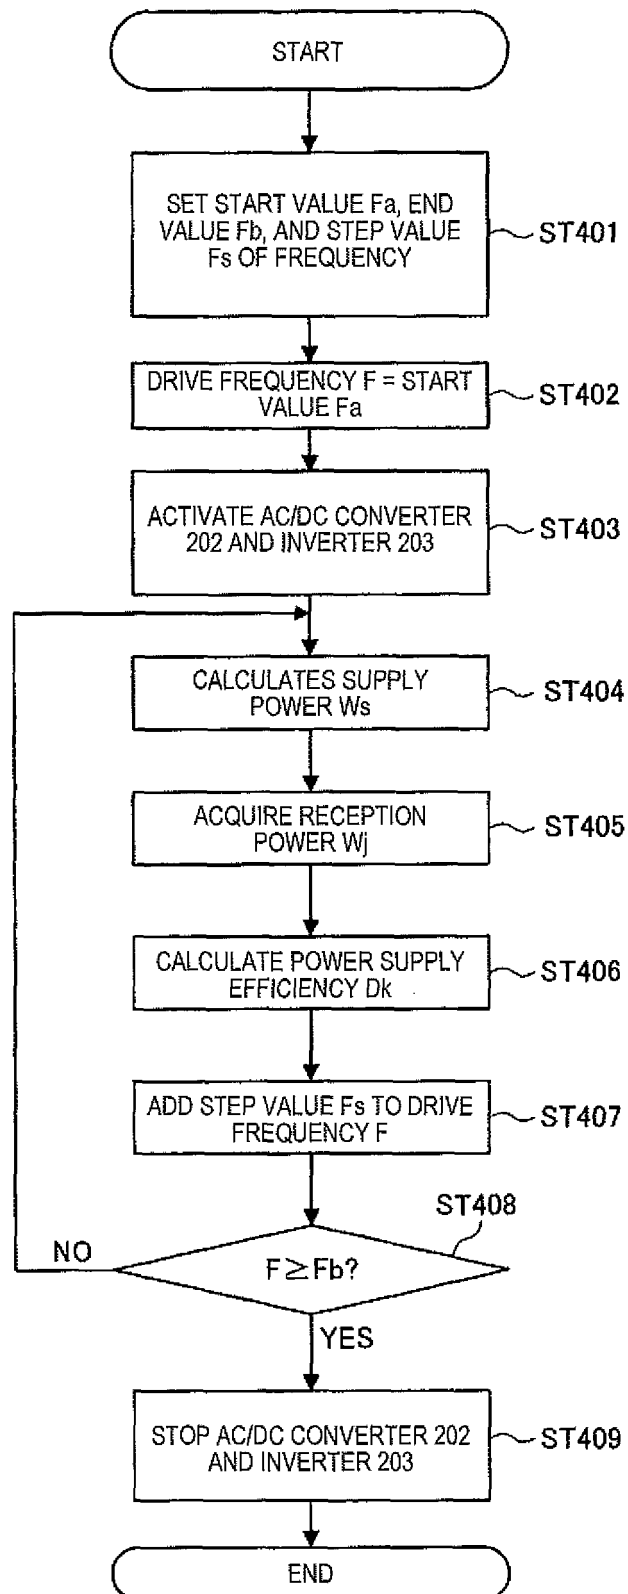 START
SET START VALUE Fa, END
VALUE Fb, AND STEP VALUE
Fs OF FREQUENCY
ST401
DRIVE FREQUENCY F = START
VALUE Fa
ST402
ACTIVATE AC/DC CONVERTER
202 AND INVERTER 203
ST403
CALCULATES SUPPLY
POWER Ws
ST404
ACQUIRE RECEPTION
POWER Wj
ST405
CALCULATE POWER SUPPLY
EFFICIENCY Dk
ST406
ADD STEP VALUE Fs TO DRIVE
FREQUENCY F
ST407
ST408
NO
F≥Fb?
YES
STOP AC/DC CONVERTER 202
AND INVERTER 203
ST409
END